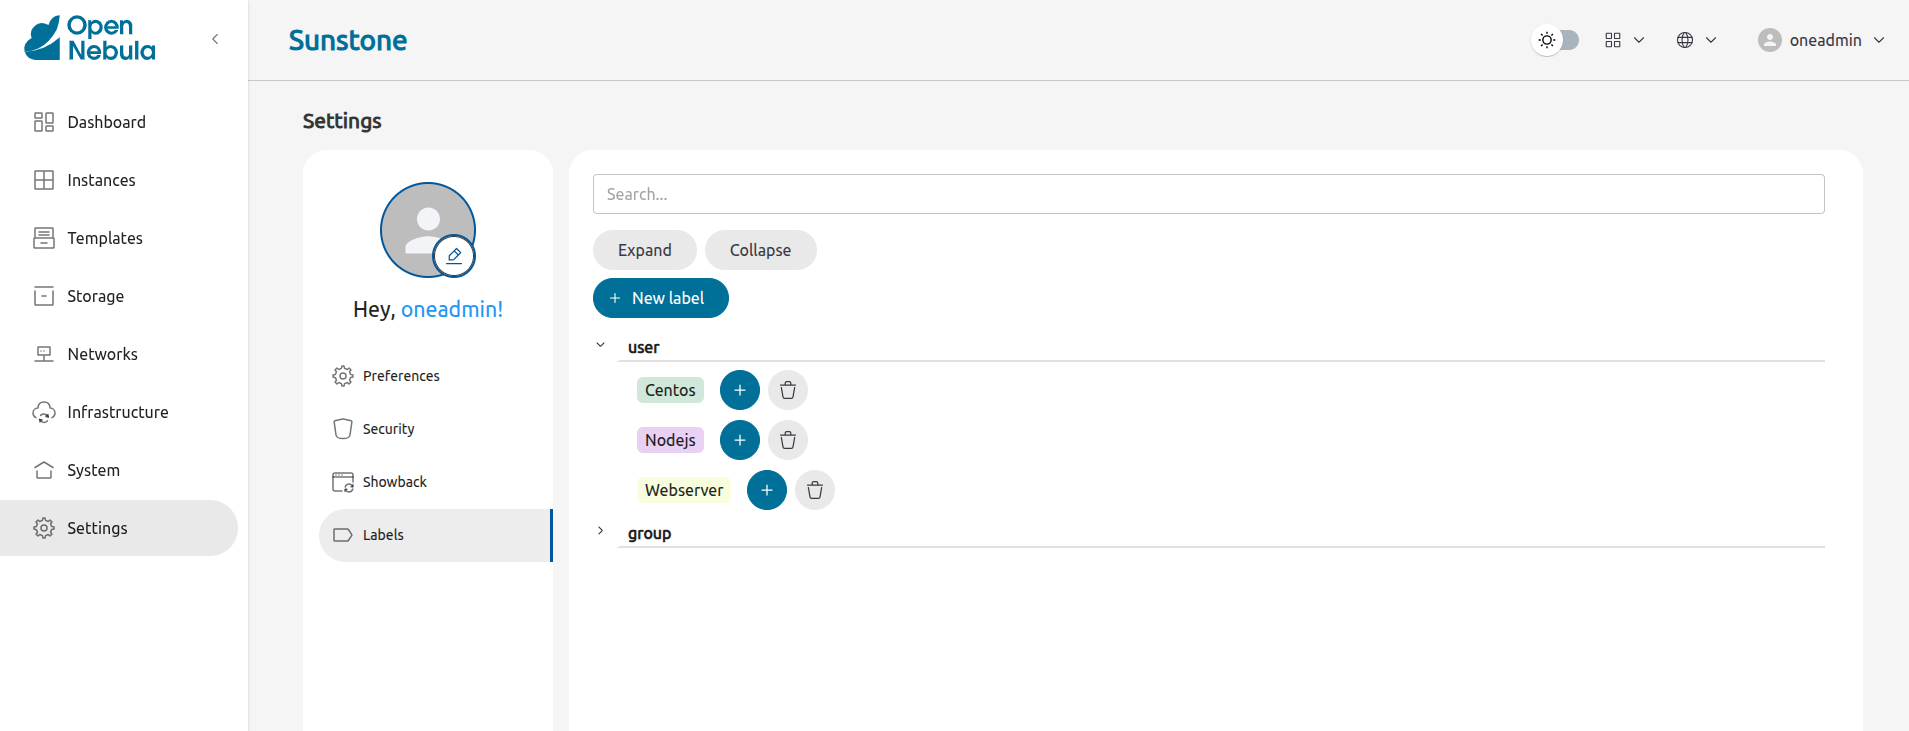 Open
Nebula
Sunstone
oneadmin
Dashboard
Instances
Templates
Storage
Networks
Infrastructure
System
Settings
Settings
Hey, oneadmin!
Preferences
Security
Showback
Labels
Search...
Expand
Collapse
+ New label
user
Centos
Nodejs
Webserver
group